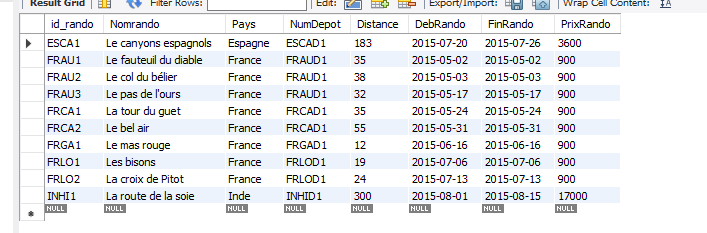 Result Grid Filter Rows: Edit: Export/Import: Wrap Cell Content:
id_rando Nomrando Pays NumDepot Distance DebRando FinRando PrixRando
ESCA1 Le canyons espagnols Espagne ESCAD1 183 2015-07-20 2015-07-26 3600
FRAU1 Le fauteuil du diable France FRAUD1 35 2015-05-02 2015-05-02 900
FRAU2 Le col du bélier France FRAUD1 38 2015-05-03 2015-05-03 900
FRAU3 Le pas de l'ours France FRAUD1 32 2015-05-17 2015-05-17 900
FRCA1 La tour du guet France FRCAD1 35 2015-05-24 2015-05-24 900
FRCA2 Le bel air France FRCAD1 55 2015-05-31 2015-05-31 900
FRGA1 Le mas rouge France FRGAD1 12 2015-06-16 2015-06-16 900
FRLO1 Les bisons France FRLOD1 19 2015-07-06 2015-07-06 900
FRLO2 La croix de Pitot France FRLOD1 24 2015-07-13 2015-07-13 900
INHI1 La route de la soie Inde INHID1 300 2015-08-01 2015-08-15 17000
NULL NULL NULL NULL NULL NULL NULL NULL